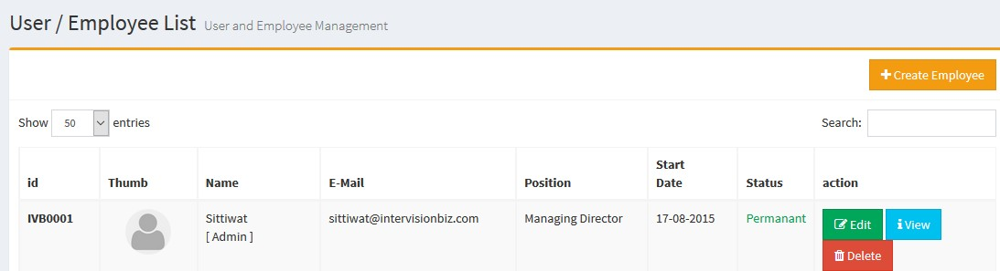 User / Employee List User and Employee Management
Create Employee
Show 50 entries Search:
id Thumb Name E-Mail Position Start Date Status action
IVB0001 Sittiwat sittiwat@intervisionbiz.com Managing Director 17-08-2015 Permanant Edit View
[ Admin ]
Delete